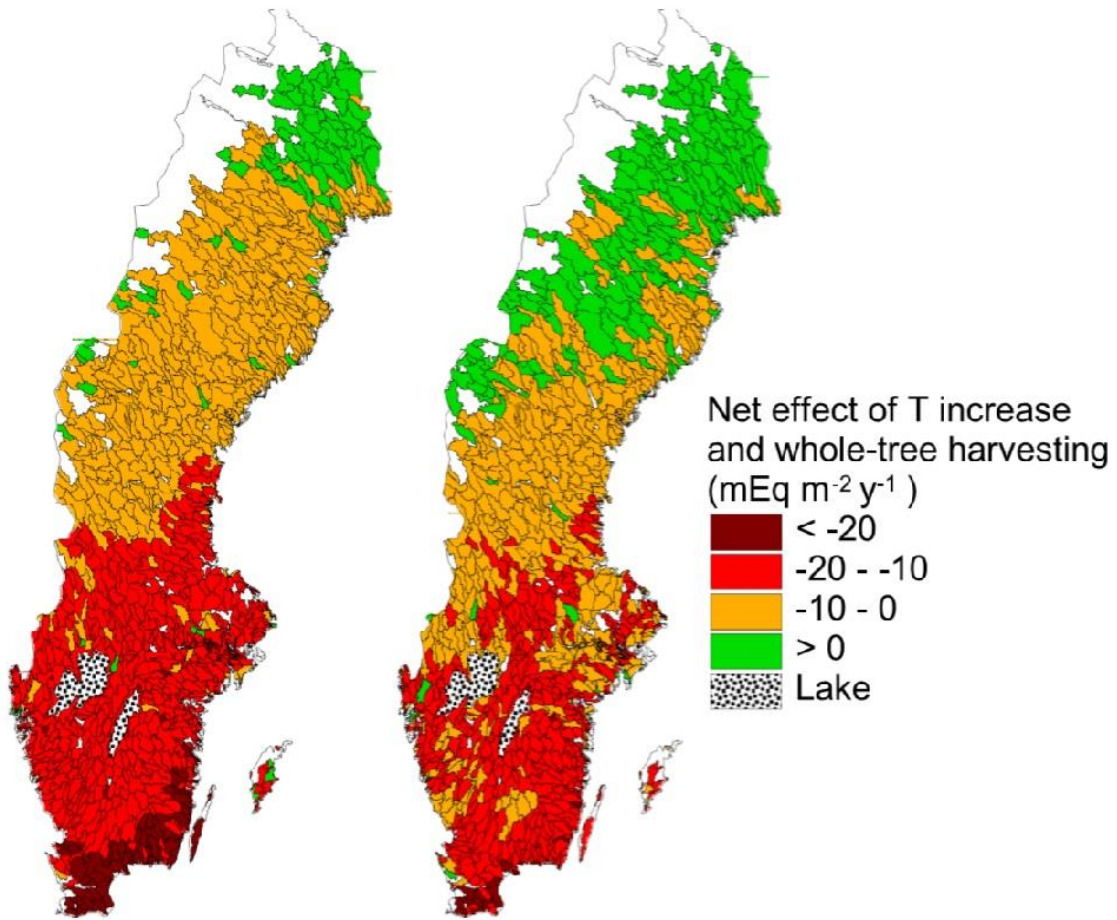 Net effect of T increase
and whole-tree harvesting
(mEq m⁻² y⁻¹ )
< -20
-20 - -10
-10 - 0
> 0
Lake